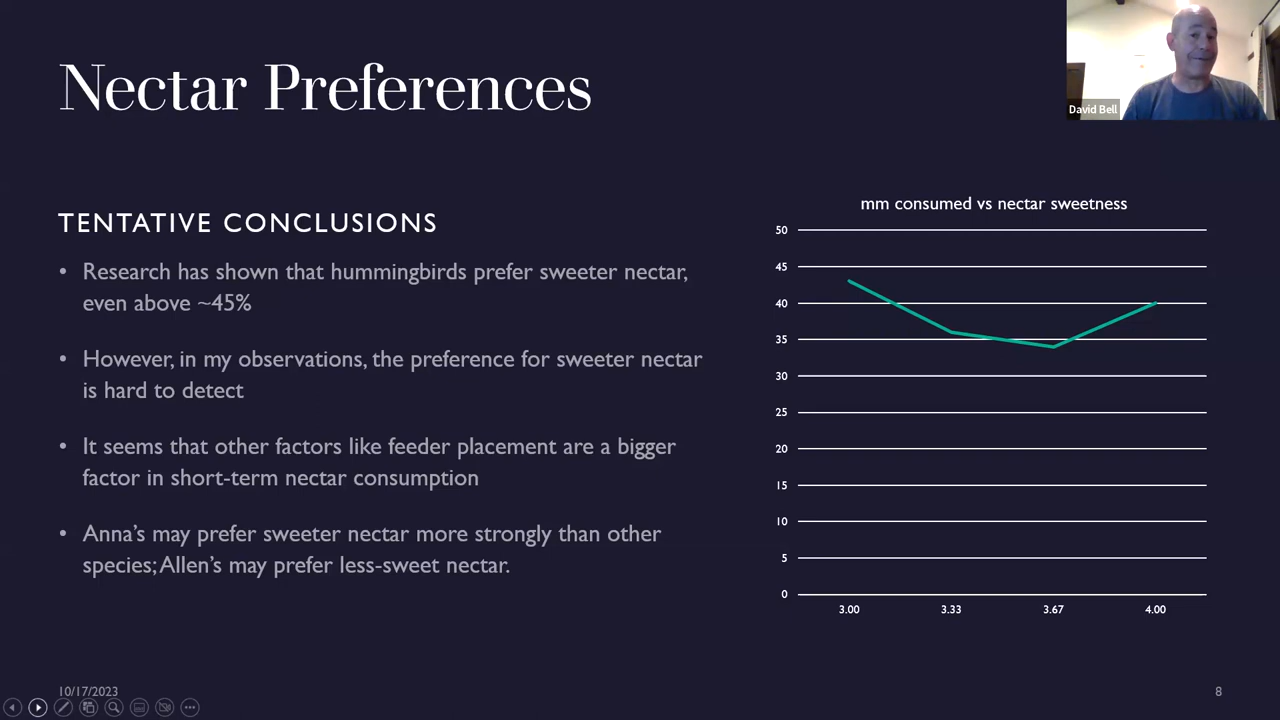 Nectar Preferences
David Bell
TENTATIVE CONCLUSIONS
• Research has shown that hummingbirds prefer sweeter nectar,
even above ~45%
• However, in my observations, the preference for sweeter nectar
is hard to detect
• It seems that other factors like feeder placement are a bigger
factor in short-term nectar consumption
• Anna’s may prefer sweeter nectar more strongly than other
species; Allen’s may prefer less-sweet nectar.
mm consumed vs nectar sweetness
50
45
40
35
30
25
20
15
10
5
0
3.00 3.33 3.67 4.00
10/17/2023
8